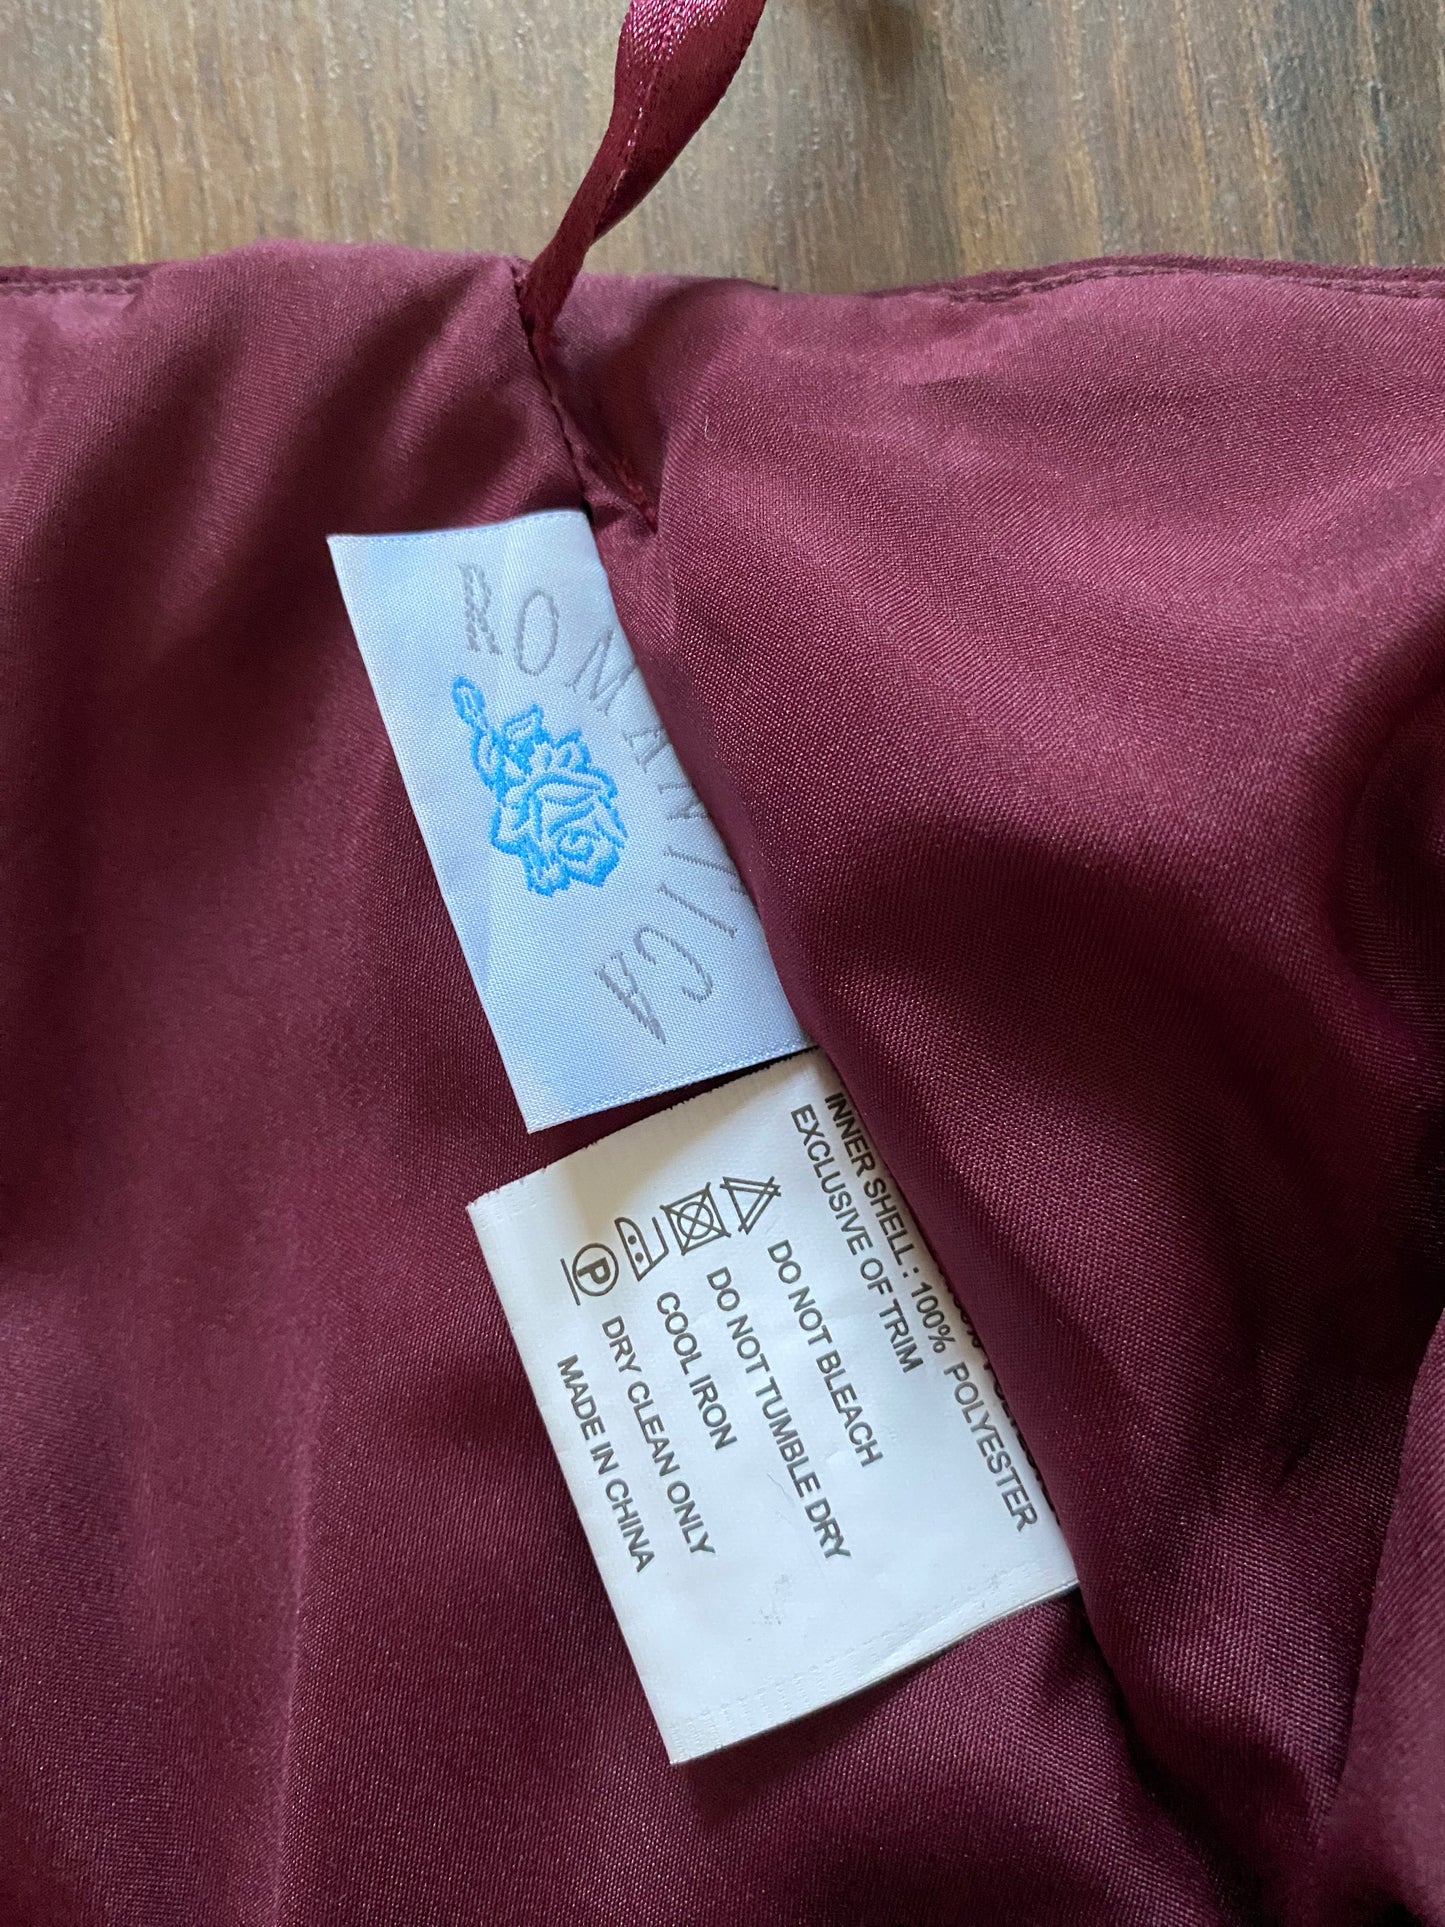 ROMANTICA
INNER SHELL : 100% POLYESTER
EXCLUSIVE OF TRIM
DO NOT BLEACH
DO NOT TUMBLE DRY
COOL IRON
P DRY CLEAN ONLY
MADE IN CHINA